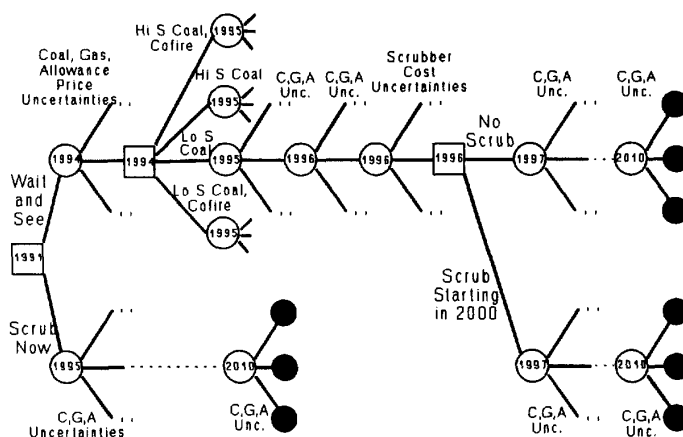 Hi S Coal,
Cofire
1995
Coal, Gas,
Allowance
Price
Uncertainties
Hi S Coal
1995
C,G,A
Unc.
C,G,A
Unc.
Scrubber
Cost
Uncertainties
C,G,A
Unc.
C,G,A
Unc.
No
Scrub
Lo S
Coal
1994
1994
1995
1996
1996
1996
1997
2010
Wait
and
See
Lo S Coal,
Cofire
1995
1991
Scrub
Now
Scrub
Starting
in 2000
1995
2010
1997
2010
C,G,A
Uncertainties
C,G,A
Unc.
C,G,A
Unc.
C,G,A
Unc.